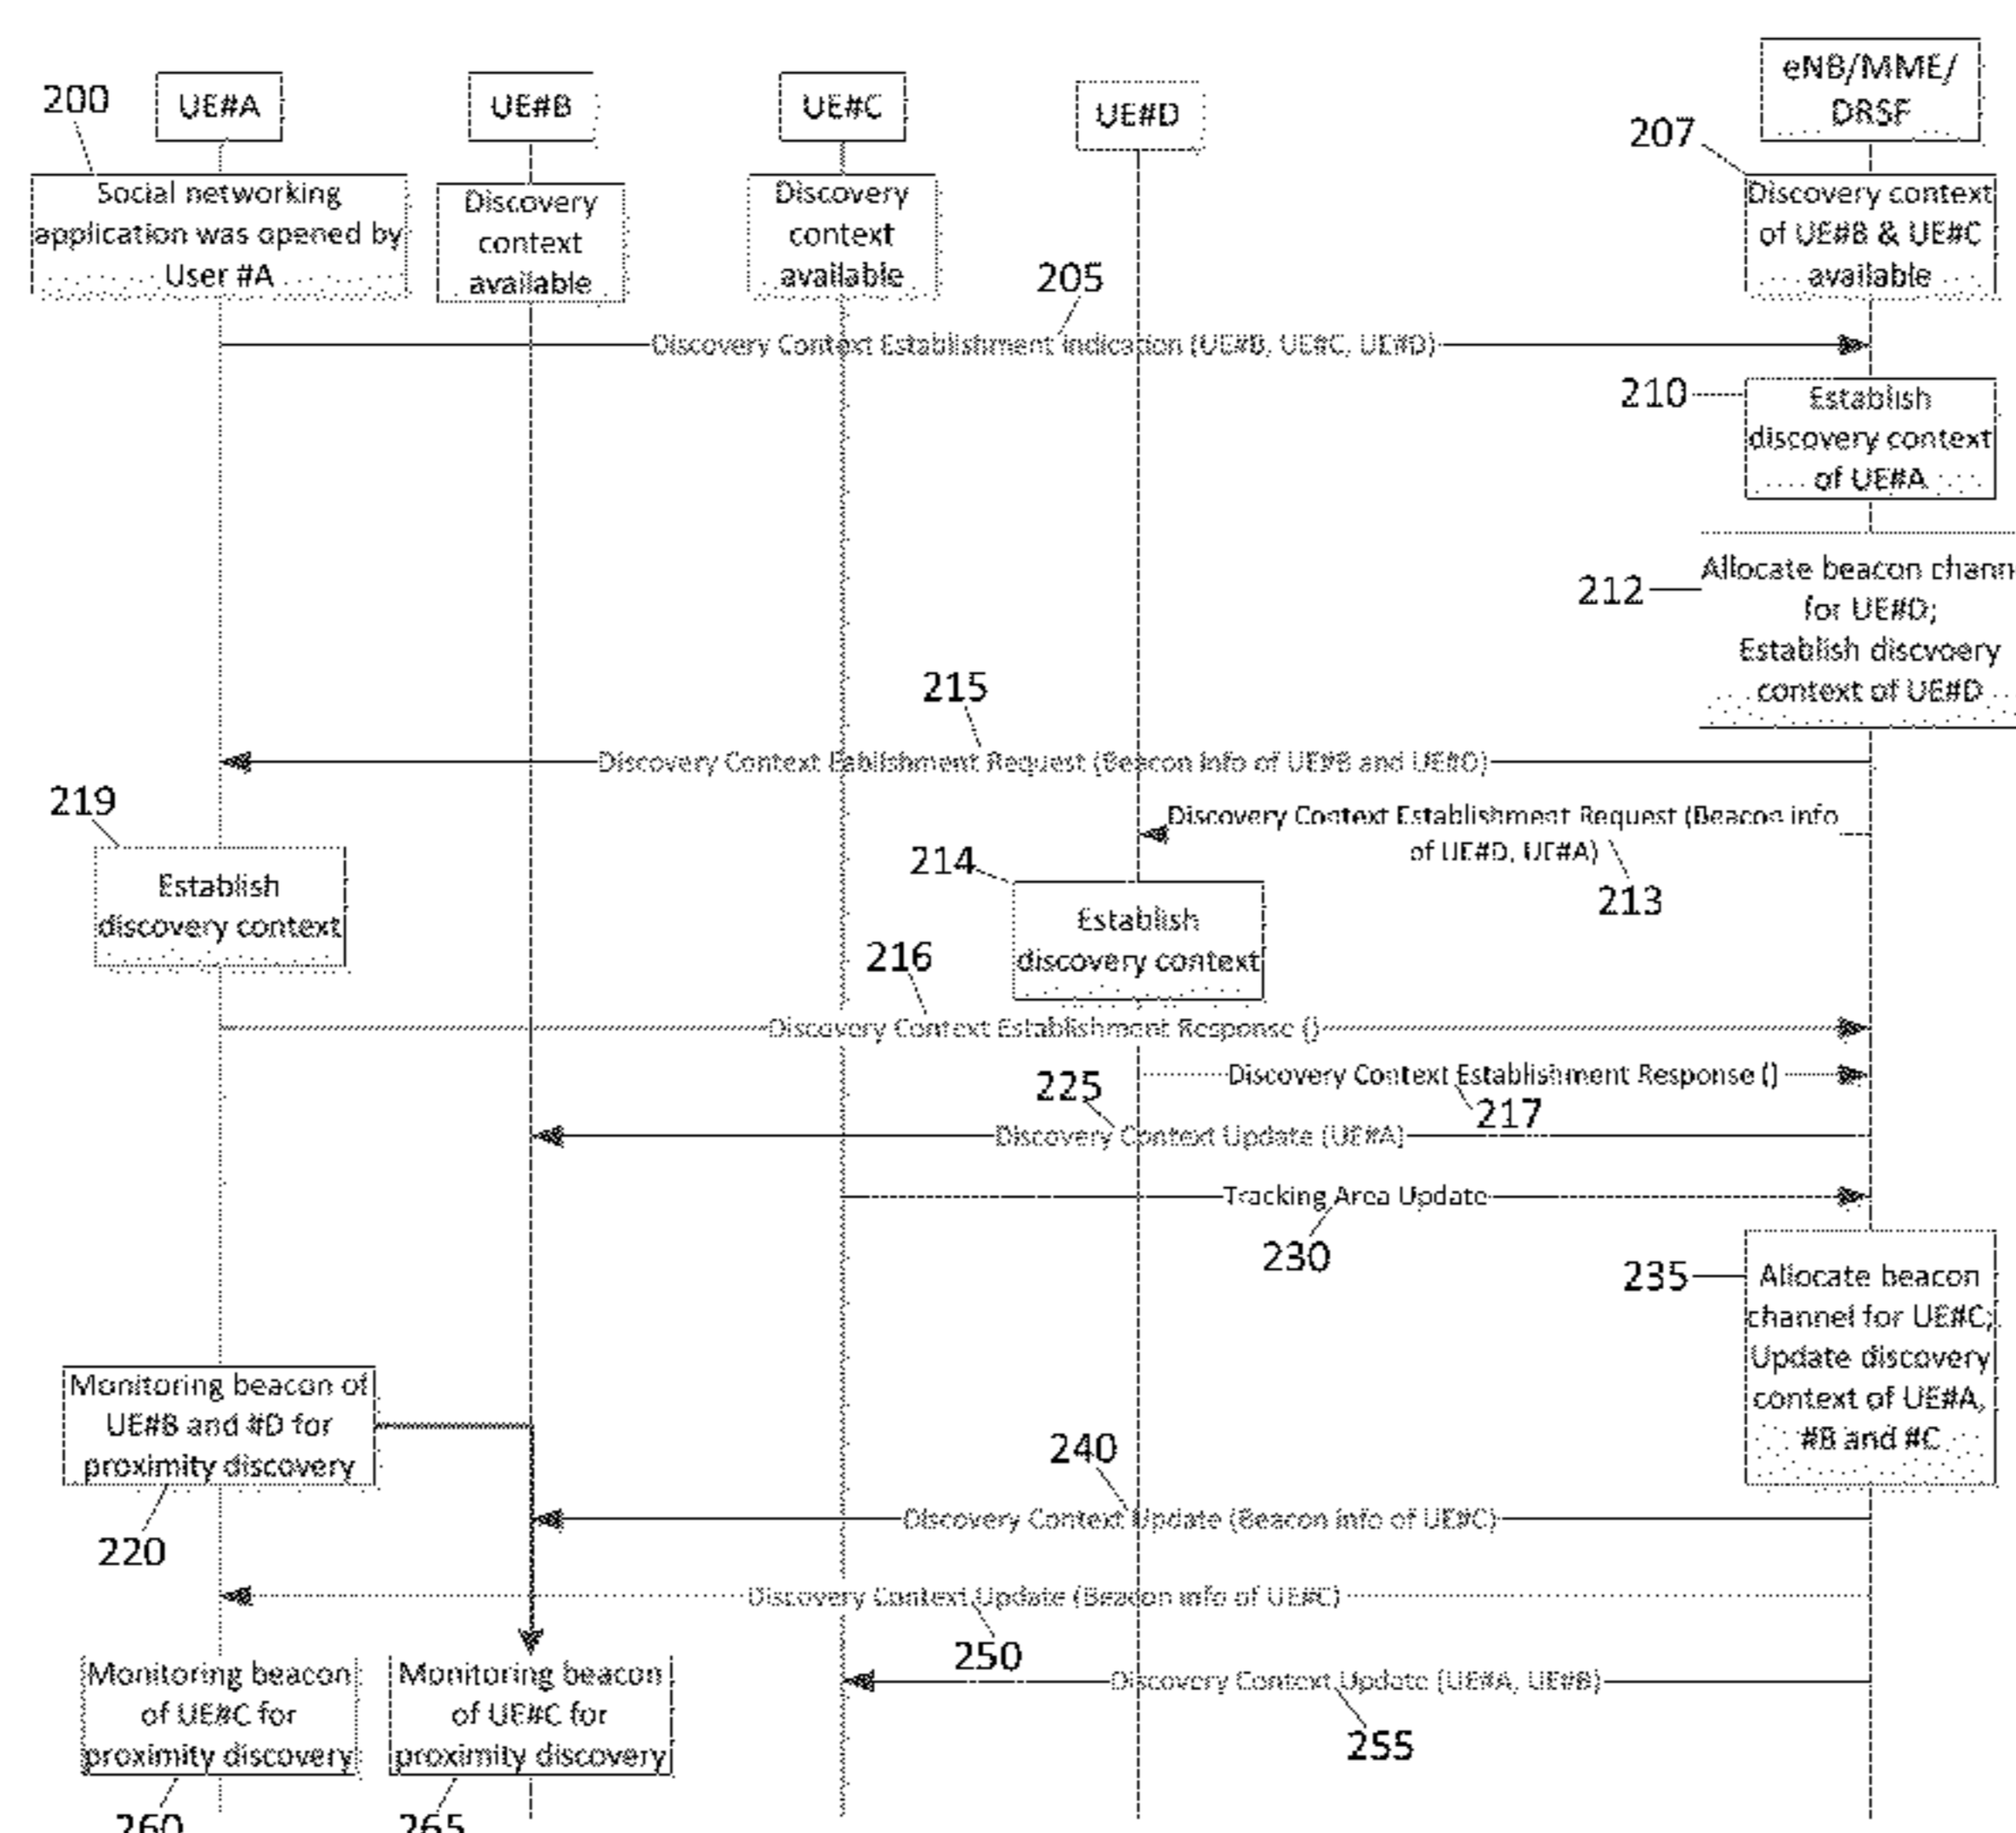 eNB/MME/
DRSF
200
UE#A
UE#B
UE#C
UE#D
207
Social networking
application was opened by
User #A
Discovery
context
available
Discovery
context
available
Discovery context
of UE#B & UE#C
available
205
Discovery Context Establishment Indication (UE#B, UE#C, UE#D)
210
Establish
discovery context
of UE#A
212
Allocate beacon chann
for UE#D;
Establish discvoery
context of UE#D
215
Discovery Context Eablishment Request (Beacon info of UE#B and UE#D)
219
Discovery Context Establishment Request (Beacon info
of UE#D, UE#A)
213
214
Establish
discovery context
Establish
discovery context
216
Discovery Context Establishment Response ()
225
Discovery Context Establishment Response ()
217
Discovery Context Update (UE#A)
Tracking Area Update
230
235
Allocate beacon
channel for UE#C;
Update discovery
context of UE#A,
#B and #C
Monitoring beacon of
UE#B and #D for
proximity discovery
220
240
Discovery Context Update (Beacon info of UE#C)
Discovery Context Update (Beacon info of UE#C)
250
Discovery Context Update (UE#A, UE#B)
255
Monitoring beacon
of UE#C for
proximity discovery
Monitoring beacon
of UE#C for
proximity discovery
260
265